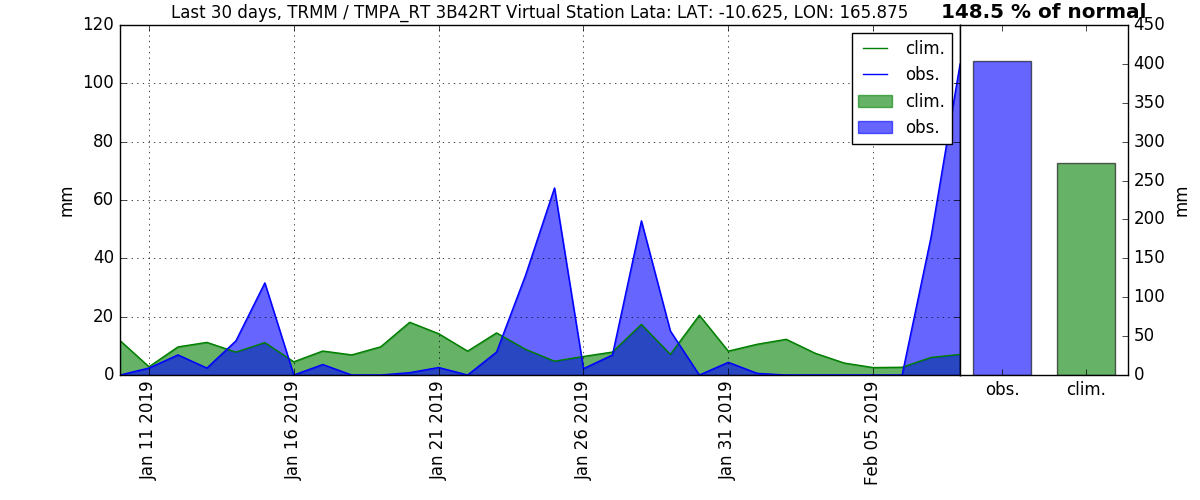 Last 30 days, TRMM / TMPA_RT 3B42RT Virtual Station Lata: LAT: -10.625, LON: 165.875
148.5 % of normal
120
100
80
60
40
20
0
mm
clim.
obs.
clim.
obs.
Jan 11 2019
Jan 16 2019
Jan 21 2019
Jan 26 2019
Jan 31 2019
Feb 05 2019
450
400
350
300
250
200
150
100
50
0
mm
obs.
clim.